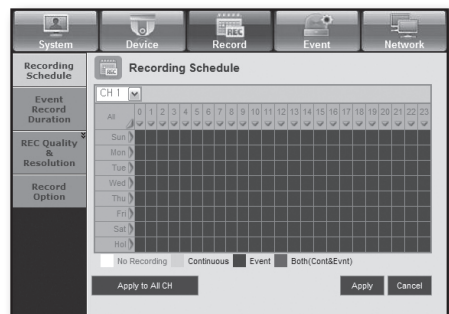 System Device Record Event Network
REC
Recording Schedule
Event Record Duration
REC Quality & Resolution
Record Option
REC
Recording Schedule
CH 1
All 0 1 2 3 4 5 6 7 8 9 10 11 12 13 14 15 16 17 18 19 20 21 22 23
Sun
Mon
Tue
Wed
Thu
Fri
Sat
Hol
No Recording Continuous Event Both(Cont&Evnt)
Apply to All CH Apply Cancel